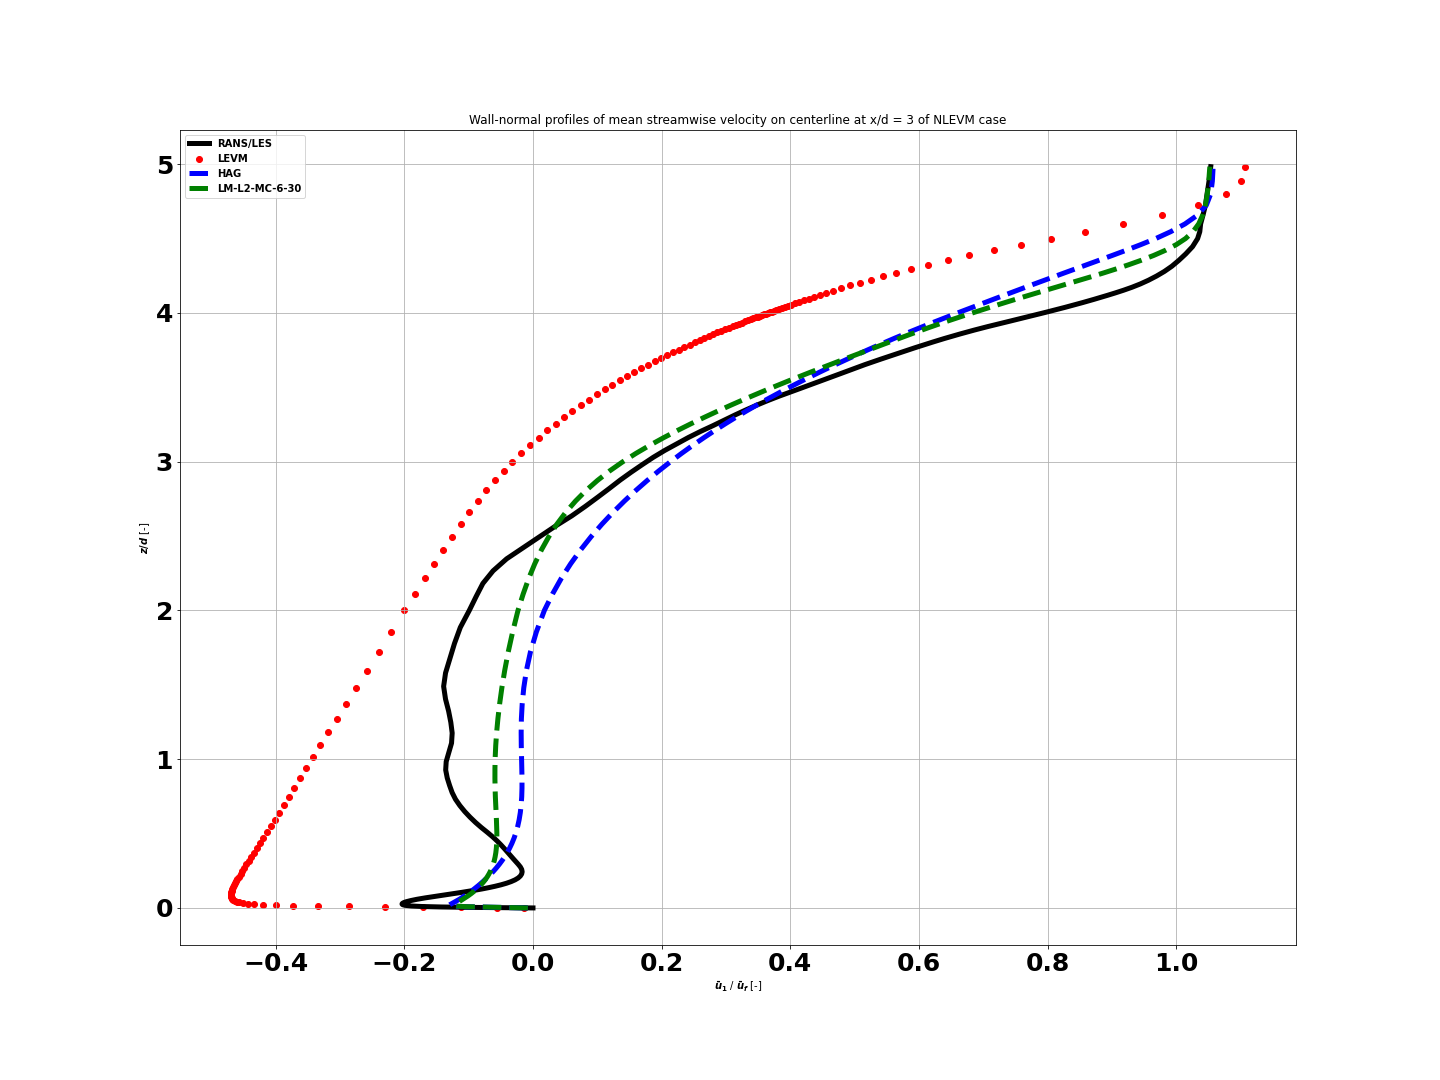 Wall-normal profiles of mean streamwise velocity on centerline at x/d = 3 of NLEVM case
RANS/LES
LEVM
HAG
LM-L2-MC-6-30
5
4
3
2
1
0
z/d [-]
−0.4 −0.2 0.0 0.2 0.4 0.6 0.8 1.0
ū₁ / ū_f [-]